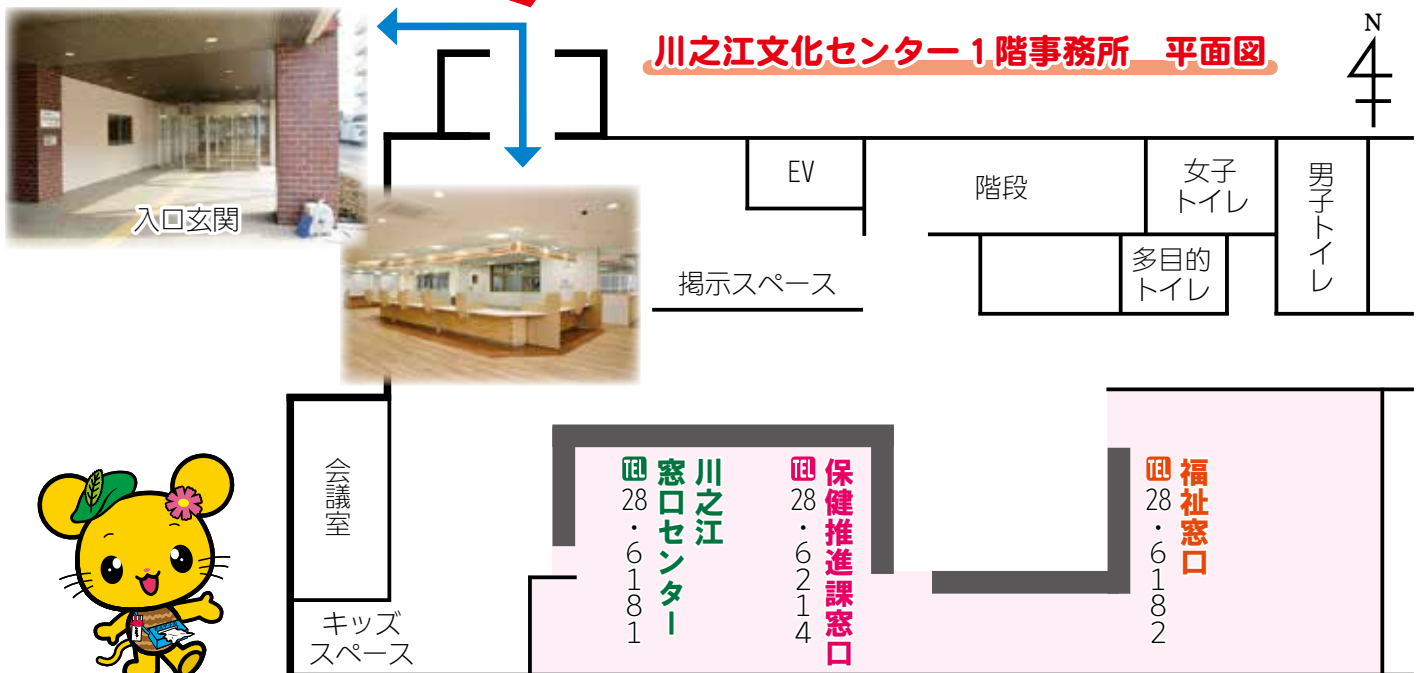 川之江文化センター１階事務所　平面図
N
入口玄関
EV
階段
女子
トイレ
男子トイレ
多目的
トイレ
掲示スペース
会議室
キッズ
スペース
川之江
窓口センター
TEL 28・6181
保健推進課窓口
TEL 28・6214
福祉窓口
TEL 28・6182